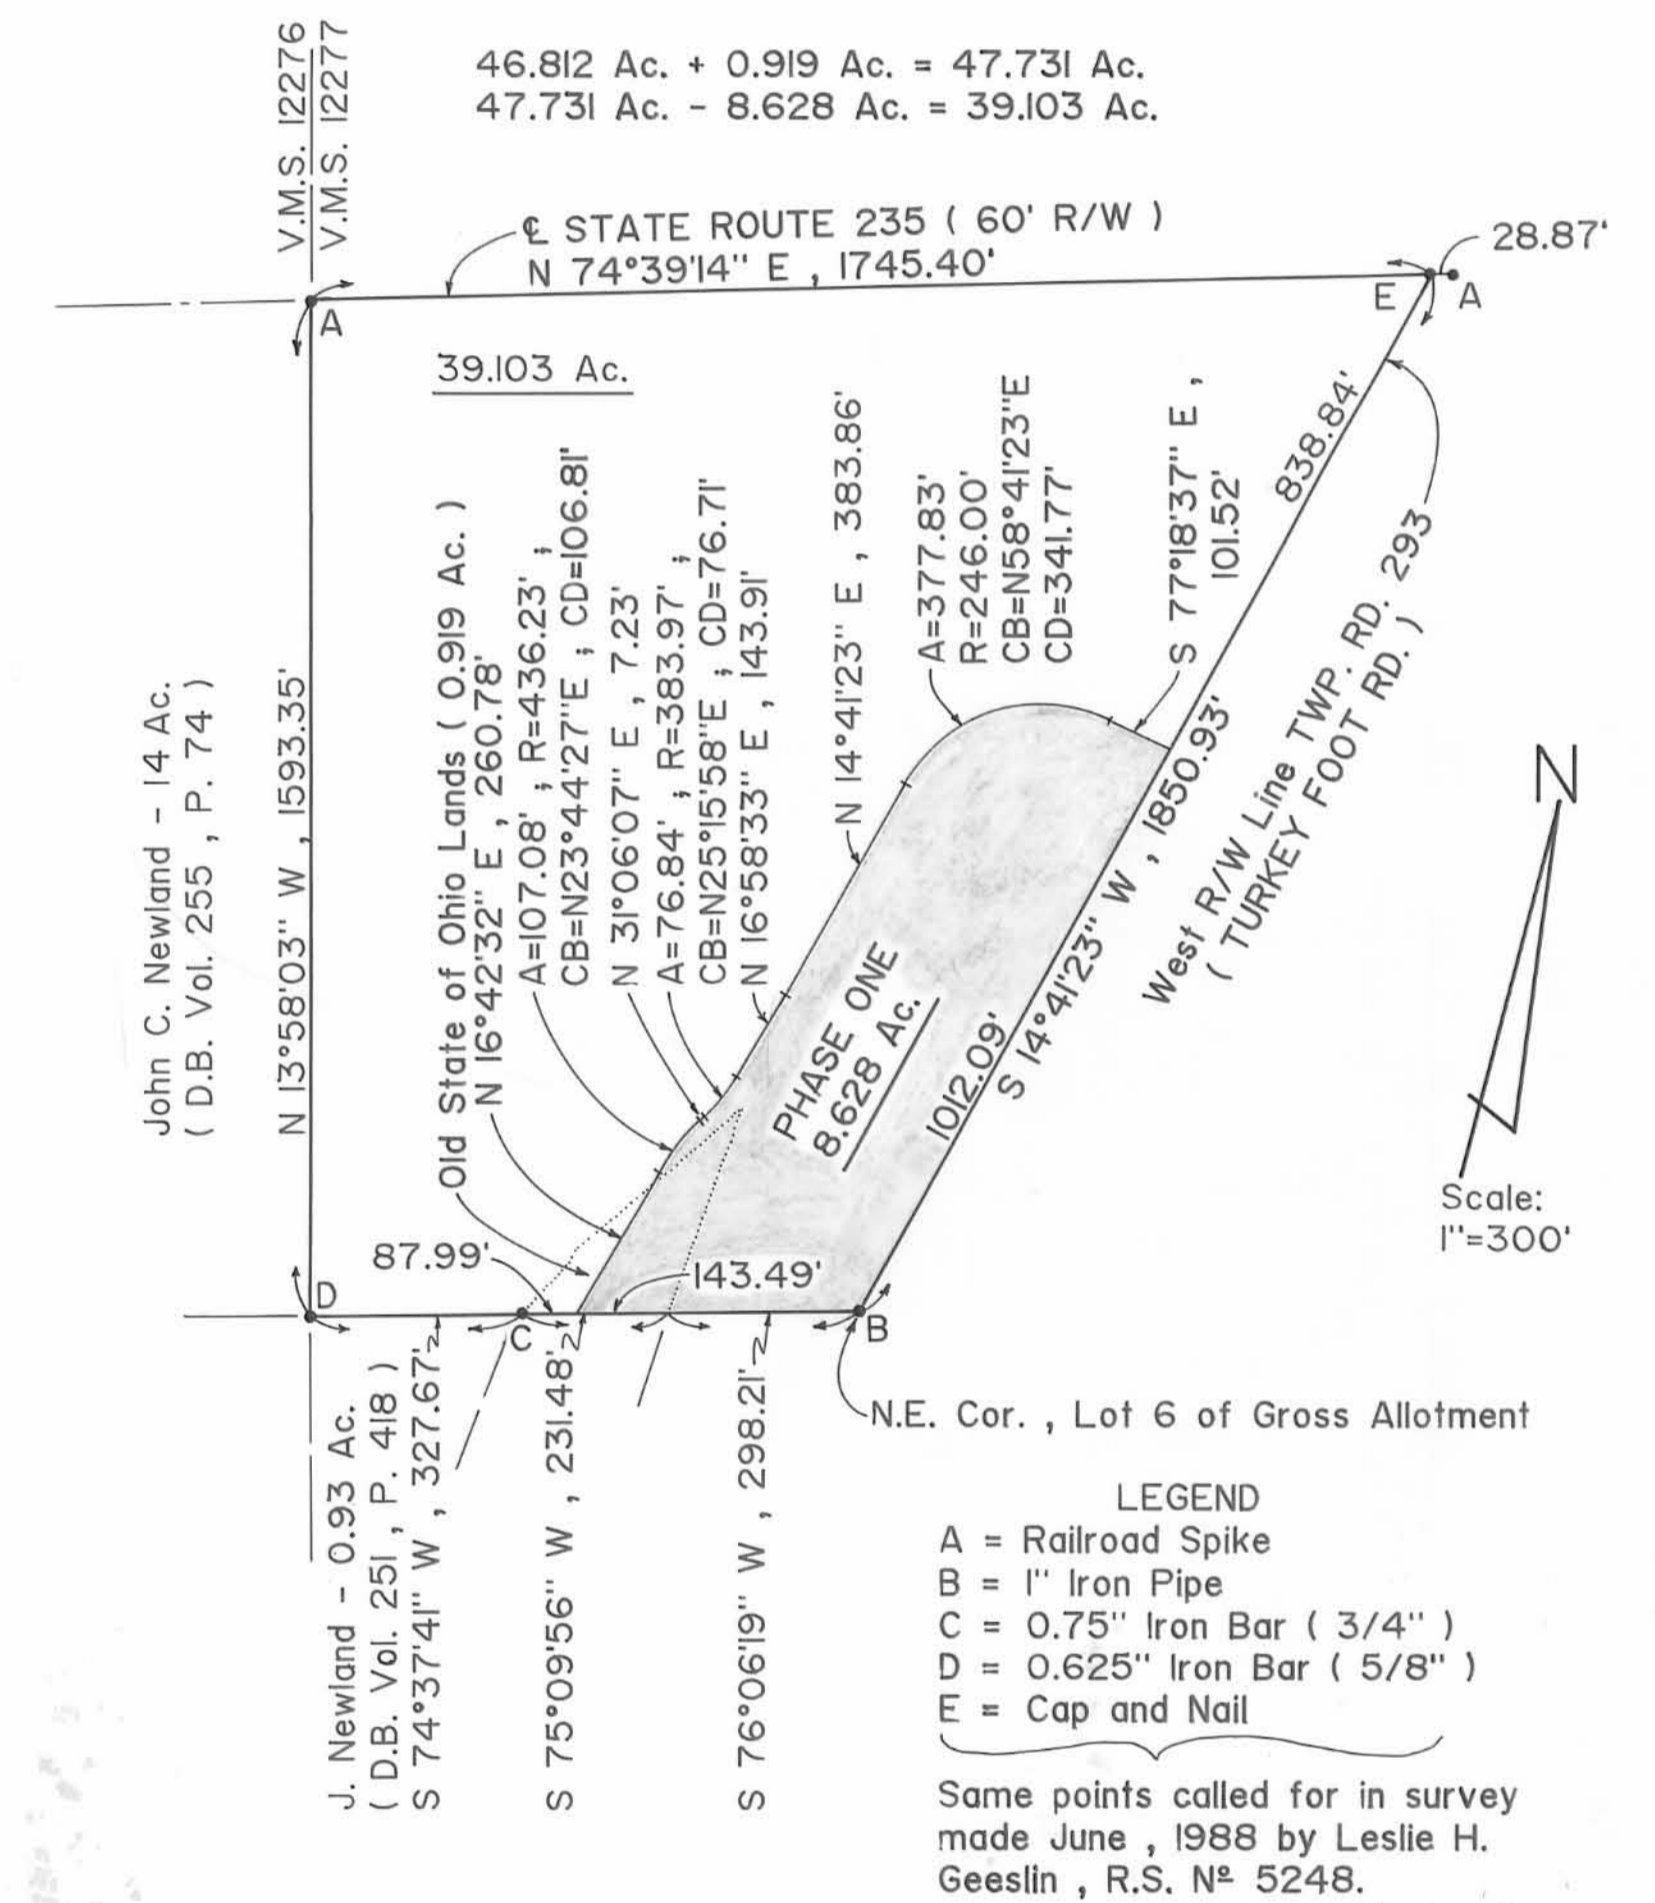 V.M.S. 12276
V.M.S. 12277
46.812 Ac. + 0.919 Ac. = 47.731 Ac.
47.731 Ac. - 8.628 Ac. = 39.103 Ac.
℄ STATE ROUTE 235 ( 60' R/W )
N 74°39'14" E , 1745.40'
28.87'
A
E
A
39.103 Ac.
John C. Newland - 14 Ac.
( D.B. Vol. 255 , P. 74 )
N 13°58'03" W , 1593.35'
Old State of Ohio Lands ( 0.919 Ac. )
N 16°42'32" E , 260.78'
A=107.08' ; R=436.23' ;
CB=N23°44'27"E ; CD=106.81'
N 31°06'07" E , 7.23'
A=76.84' ; R=383.97' ;
CB=N25°15'58"E ; CD=76.71'
N 16°58'33" E , 143.91'
N 14°41'23" E , 383.86'
A=377.83'
R=246.00'
CB=N58°41'23"E
CD=341.77'
S 77°18'37" E ,
101.52'
838.84'
S 14°41'23" W , 1850.93'
1012.09'
West R/W Line TWP. RD. 293
( TURKEY FOOT RD. )
PHASE ONE
8.628 Ac.
N
Scale:
1"=300'
87.99'
143.49'
D
C
B
J. Newland - 0.93 Ac.
( D.B. Vol. 251 , P. 418 )
S 74°37'41" W , 327.67'
S 75°09'56" W , 231.48'
S 76°06'19" W , 298.21'
N.E. Cor. , Lot 6 of Gross Allotment
LEGEND
A = Railroad Spike
B = 1" Iron Pipe
C = 0.75" Iron Bar ( 3/4" )
D = 0.625" Iron Bar ( 5/8" )
E = Cap and Nail
Same points called for in survey
made June , 1988 by Leslie H.
Geeslin , R.S. Nº 5248.